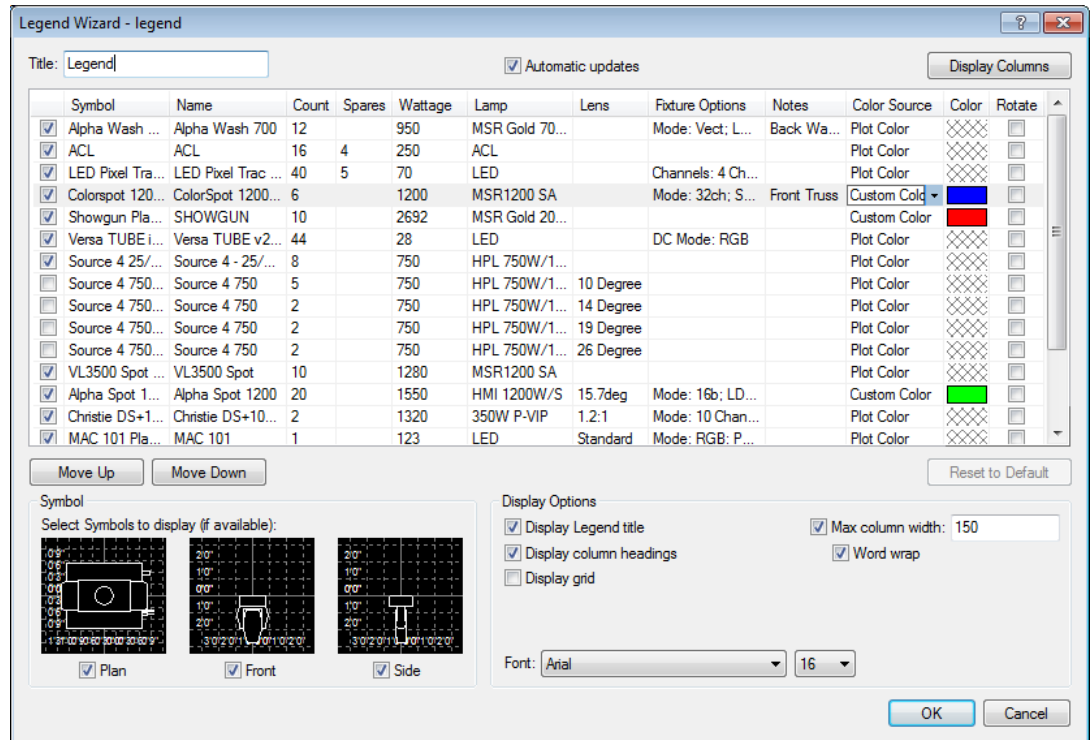 Legend Wizard - legend
Title: Legend Automatic updates Display Columns
Symbol Name Count Spares Wattage Lamp Lens Fixture Options Notes Color Source Color Rotate
Alpha Wash ... Alpha Wash 700 12 950 MSR Gold 70... Mode: Vect; L... Back Wa... Plot Color
ACL ACL 16 4 250 ACL Plot Color
LED Pixel Tra... LED Pixel Trac ... 40 5 70 LED Channels: 4 Ch... Plot Color
Colorspot 120... ColorSpot 1200... 6 1200 MSR1200 SA Mode: 32ch; S... Front Truss Custom Colo
Showgun Pla... SHOWGUN 10 2692 MSR Gold 20... Custom Color
Versa TUBE i... Versa TUBE v2... 44 28 LED DC Mode: RGB Plot Color
Source 4 25/... Source 4 - 25/... 8 750 HPL 750W/1... Plot Color
Source 4 750... Source 4 750 5 750 HPL 750W/1... 10 Degree Plot Color
Source 4 750... Source 4 750 2 750 HPL 750W/1... 14 Degree Plot Color
Source 4 750... Source 4 750 2 750 HPL 750W/1... 19 Degree Plot Color
Source 4 750... Source 4 750 2 750 HPL 750W/1... 26 Degree Plot Color
VL3500 Spot ... VL3500 Spot 10 1280 MSR1200 SA Plot Color
Alpha Spot 1... Alpha Spot 1200 20 1550 HMI 1200W/S 15.7deg Mode: 16b; LD... Custom Color
Christie DS+1... Christie DS+10... 2 1320 350W P-VIP 1.2:1 Mode: 10 Chan... Plot Color
MAC 101 Pla... MAC 101 1 123 LED Standard Mode: RGB: P... Plot Color
Move Up Move Down Reset to Default
Symbol
Select Symbols to display (if available):
Plan Front Side
Display Options
Display Legend title Max column width: 150
Display column headings Word wrap
Display grid
Font: Arial 16
OK Cancel